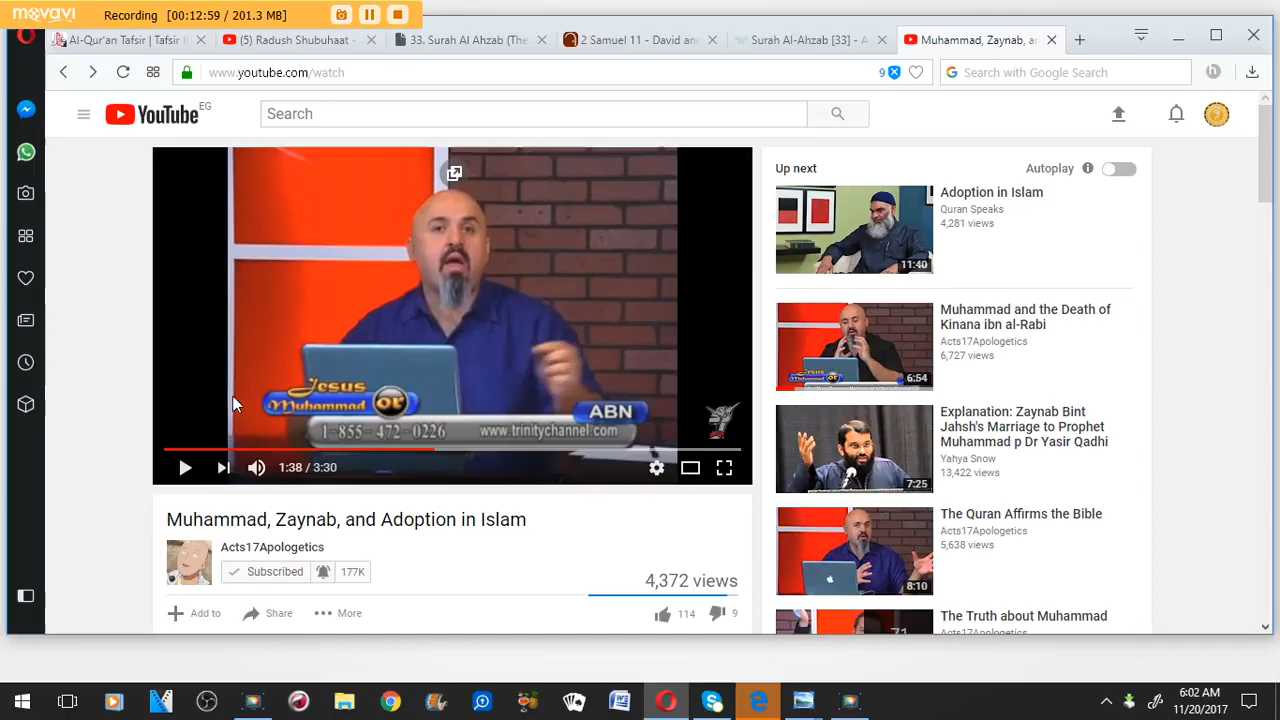 movavi Recording [00:12:59 / 201.3 MB]
Al-Qur'an Tafsir | Tafsir
(5) Radush Shubuhaat -
33. Surah Al Ahzab (The
2 Samuel 11 - David and
Surah Al-Ahzab [33] - A
Muhammad, Zaynab, an
www.youtube.com/watch
9
Search with Google Search
YouTube EG
Search
Jesus
Muhammad or
ABN
1-855-472-0226 www.trinitychannel.com
1:38 / 3:30
Muhammad, Zaynab, and Adoption in Islam
Acts17Apologetics
Subscribed 177K
4,372 views
Add to Share More 114 9
Up next Autoplay
Adoption in Islam
Quran Speaks
4,281 views
11:40
Muhammad and the Death of
Kinana ibn al-Rabi
Acts17Apologetics
6,727 views
6:54
Explanation: Zaynab Bint
Jahsh's Marriage to Prophet
Muhammad p Dr Yasir Qadhi
Yahya Snow
13,422 views
7:25
The Quran Affirms the Bible
Acts17Apologetics
5,638 views
8:10
The Truth about Muhammad
Acts17Apologetics
6:02 AM
11/20/2017